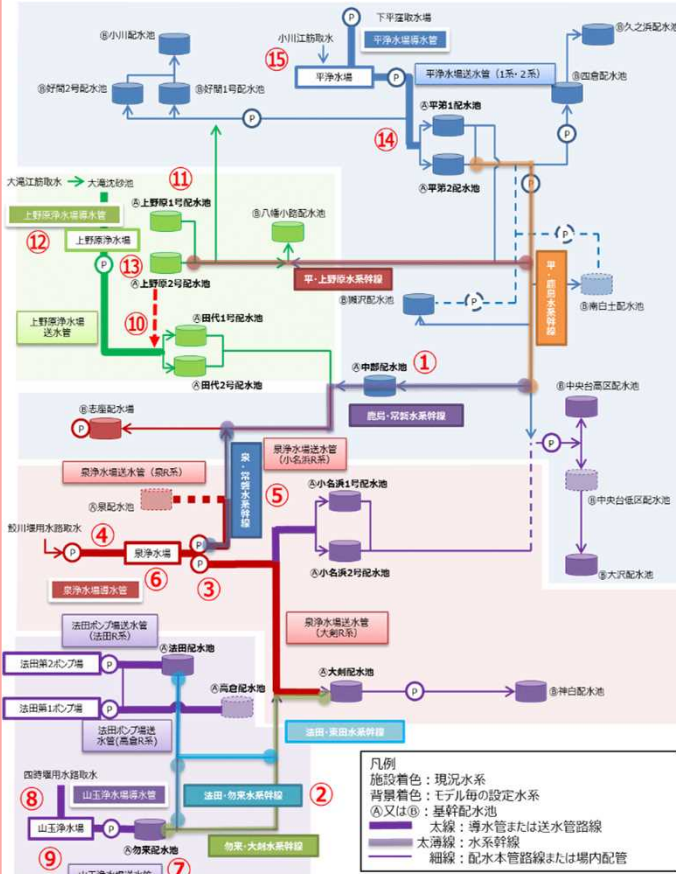 下平窪取水場
小川江筋取水
平浄水場導水管
Ⓑ久之浜配水池
Ⓑ小川配水池
⑮
平浄水場
P
平浄水場送水管(1系・2系)
Ⓑ四倉配水池
Ⓑ好間2号配水池
Ⓑ好間1号配水池
Ⓐ平第1配水池
P
P
⑭
Ⓐ平第2配水池
P
大滝江筋取水
大滝沈砂池
⑪
Ⓐ上野原1号配水池
Ⓑ八幡小路配水池
上野原浄水場導水管
⑫
上野原浄水場
P
⑬
Ⓐ上野原2号配水池
平・上野原水系幹線
平・鹿島水系幹線
P
P
Ⓑ南白土配水池
上野原浄水場
送水管
⑩
Ⓐ田代1号配水池
Ⓐ田代2号配水池
Ⓐ中部配水池
①
鹿島・常磐水系幹線
Ⓑ中央台高区配水池
P
Ⓑ志座配水場
P
泉浄水場送水管
(小名浜R系)
泉浄水場送水管(泉R系)
泉・常磐水系幹線
⑤
Ⓐ小名浜1号配水池
Ⓑ中央台低区配水池
Ⓐ泉配水池
鮫川堰用水路取水
④
P
泉浄水場
P
P
⑥
③
Ⓐ小名浜2号配水池
Ⓑ大沢配水池
泉浄水場導水管
法田ポンプ場送水管
(法田R系)
泉浄水場送水管
(大剣R系)
Ⓐ法田配水池
法田第2ポンプ場
P
Ⓐ高倉配水池
Ⓐ大剣配水池
P
Ⓑ神白配水池
法田第1ポンプ場
P
法田ポンプ場送
水管(高倉R系)
法田・東田水系幹線
四時堰用水路取水
⑧
山玉浄水場導水管
法田・勿来水系幹線
②
山玉浄水場
P
Ⓐ勿来配水池
勿来・大剣水系幹線
⑨
⑦
山玉浄水場送水管
凡例
施設着色:現況水系
背景着色:モデル毎の設定水系
Ⓐ又はⒷ:基幹配水池
太線:導水管または送水管路線
太薄線:水系幹線
細線:配水本管路線または場内配管